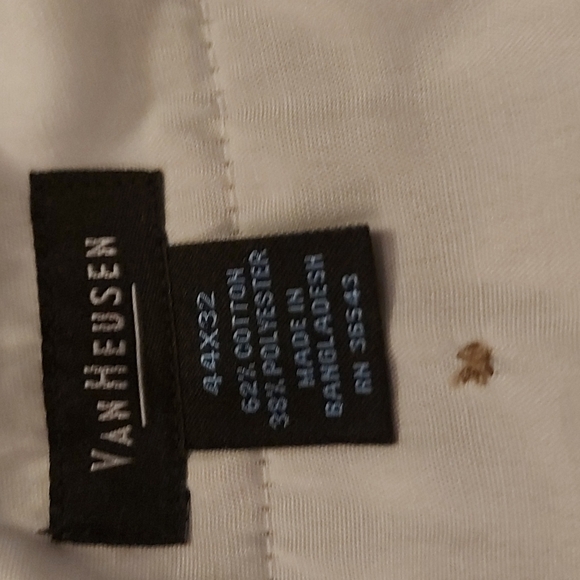 VAN HEUSEN
44X32
62% COTTON
38% POLYESTER
MADE IN
BANGLADESH
RN 36543